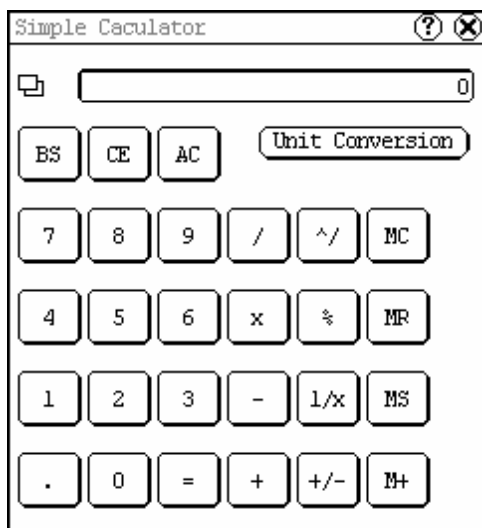 Simple Caculator ?
0
BS CE AC Unit Conversion
7 8 9 / ^/ MC
4 5 6 x % MR
1 2 3 - 1/x MS
. 0 = + +/- M+